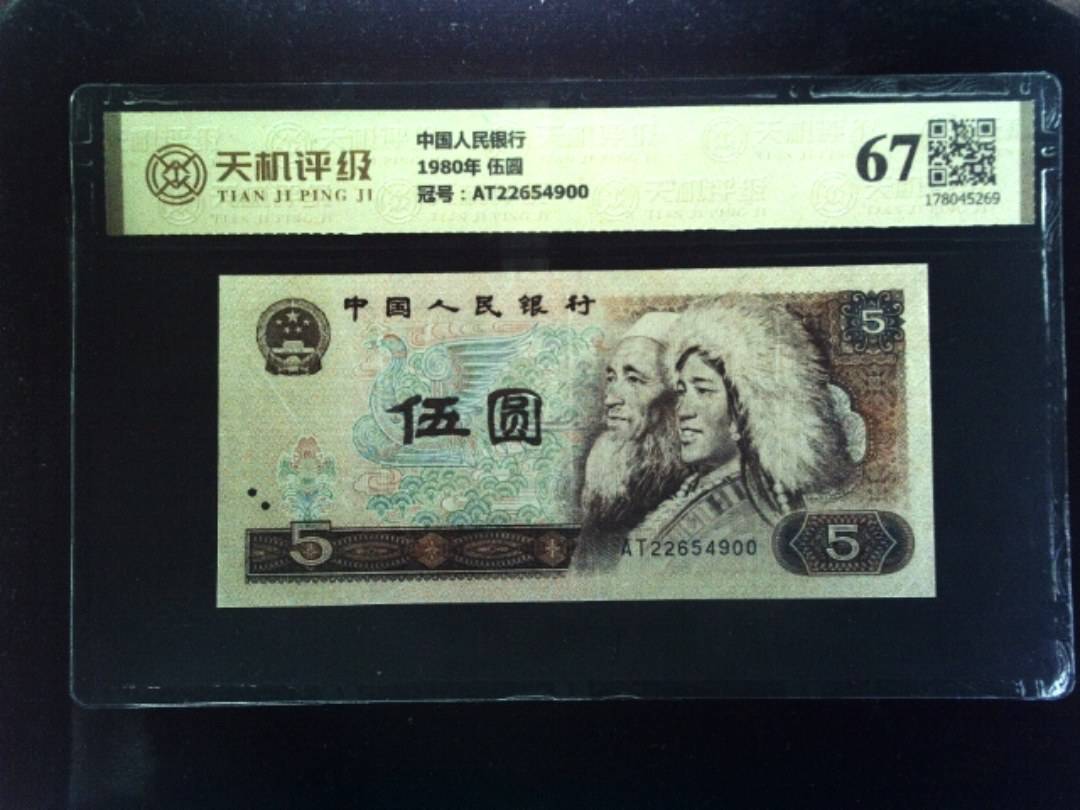 天机评级
TIAN JI PING JI
中国人民银行
1980年 伍圆
冠号：AT22654900
67
178045269
中国人民银行
5
伍圆
5
AT22654900
5